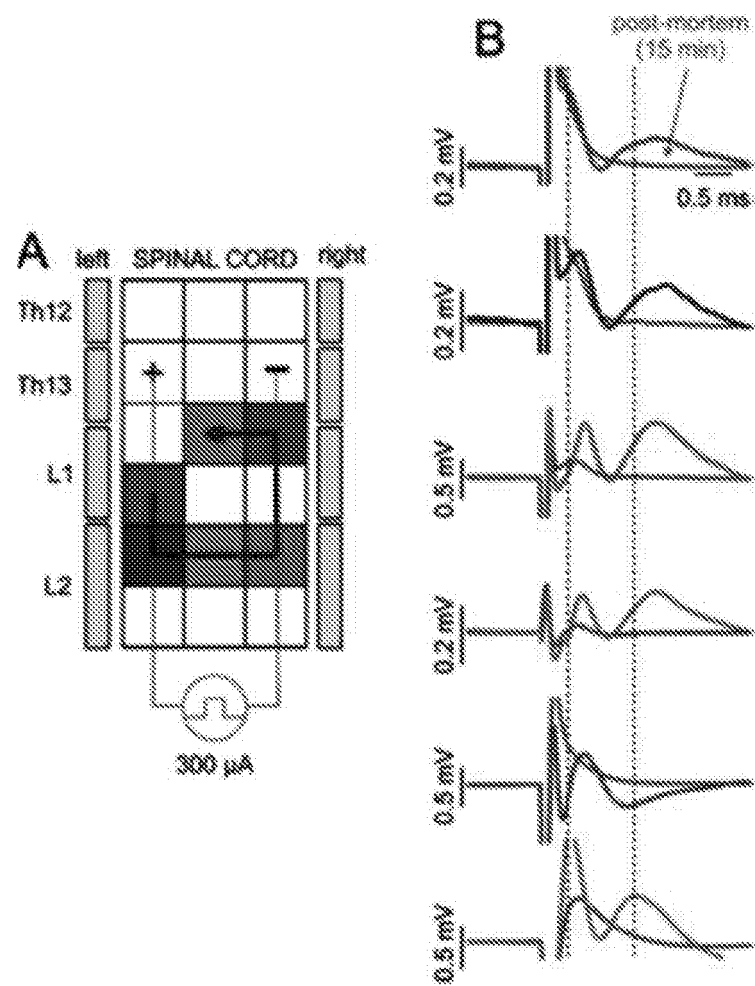 A
left SPINAL CORD right
Th12
Th13
+ −
L1
L2
300 µA
B
post-mortem
(15 min)
0.2 mV
0.5 ms
0.2 mV
0.5 mV
0.2 mV
0.5 mV
0.5 mV